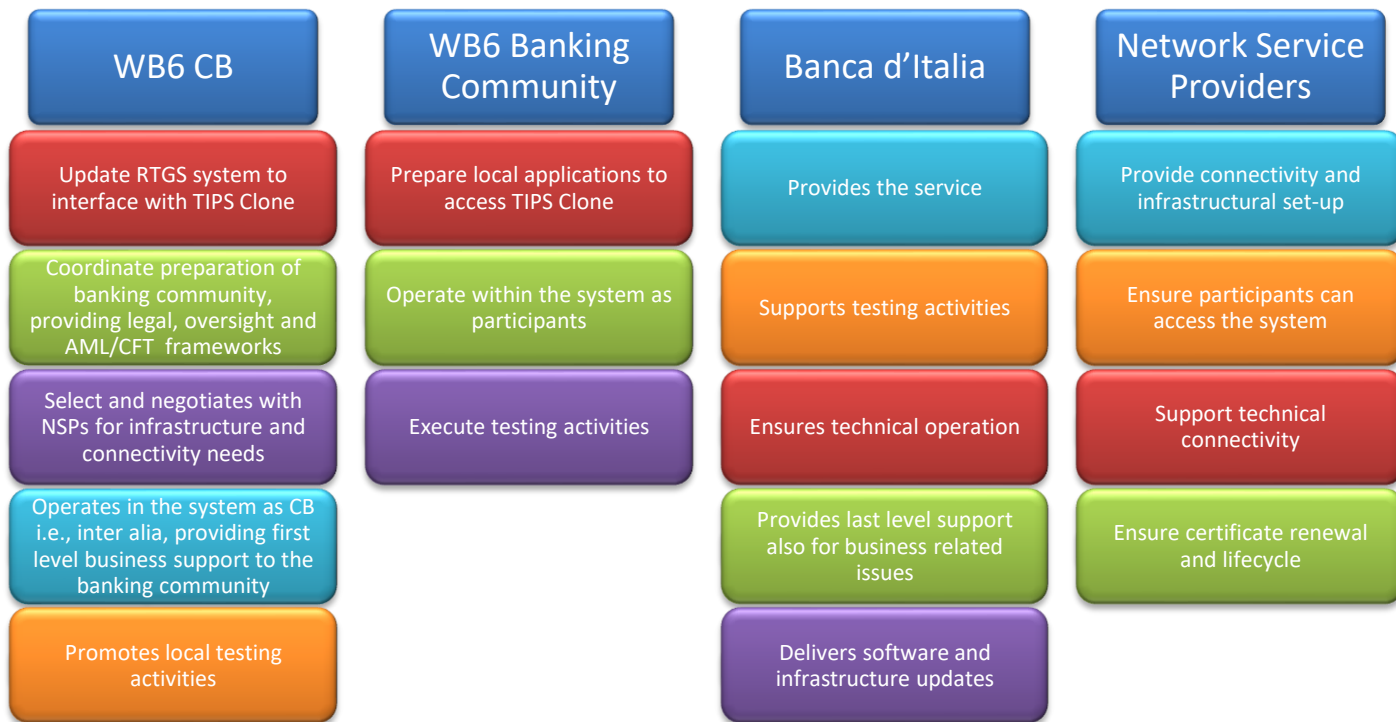 WB6 CB
Update RTGS system to
interface with TIPS Clone
Coordinate preparation of
banking community,
providing legal, oversight and
AML/CFT frameworks
Select and negotiates with
NSPs for infrastructure and
connectivity needs
Operates in the system as CB
i.e., inter alia, providing first
level business support to the
banking community
Promotes local testing
activities
WB6 Banking
Community
Prepare local applications to
access TIPS Clone
Operate within the system as
participants
Execute testing activities
Banca d’Italia
Provides the service
Supports testing activities
Ensures technical operation
Provides last level support
also for business related
issues
Delivers software and
infrastructure updates
Network Service
Providers
Provide connectivity and
infrastructural set-up
Ensure participants can
access the system
Support technical
connectivity
Ensure certificate renewal
and lifecycle